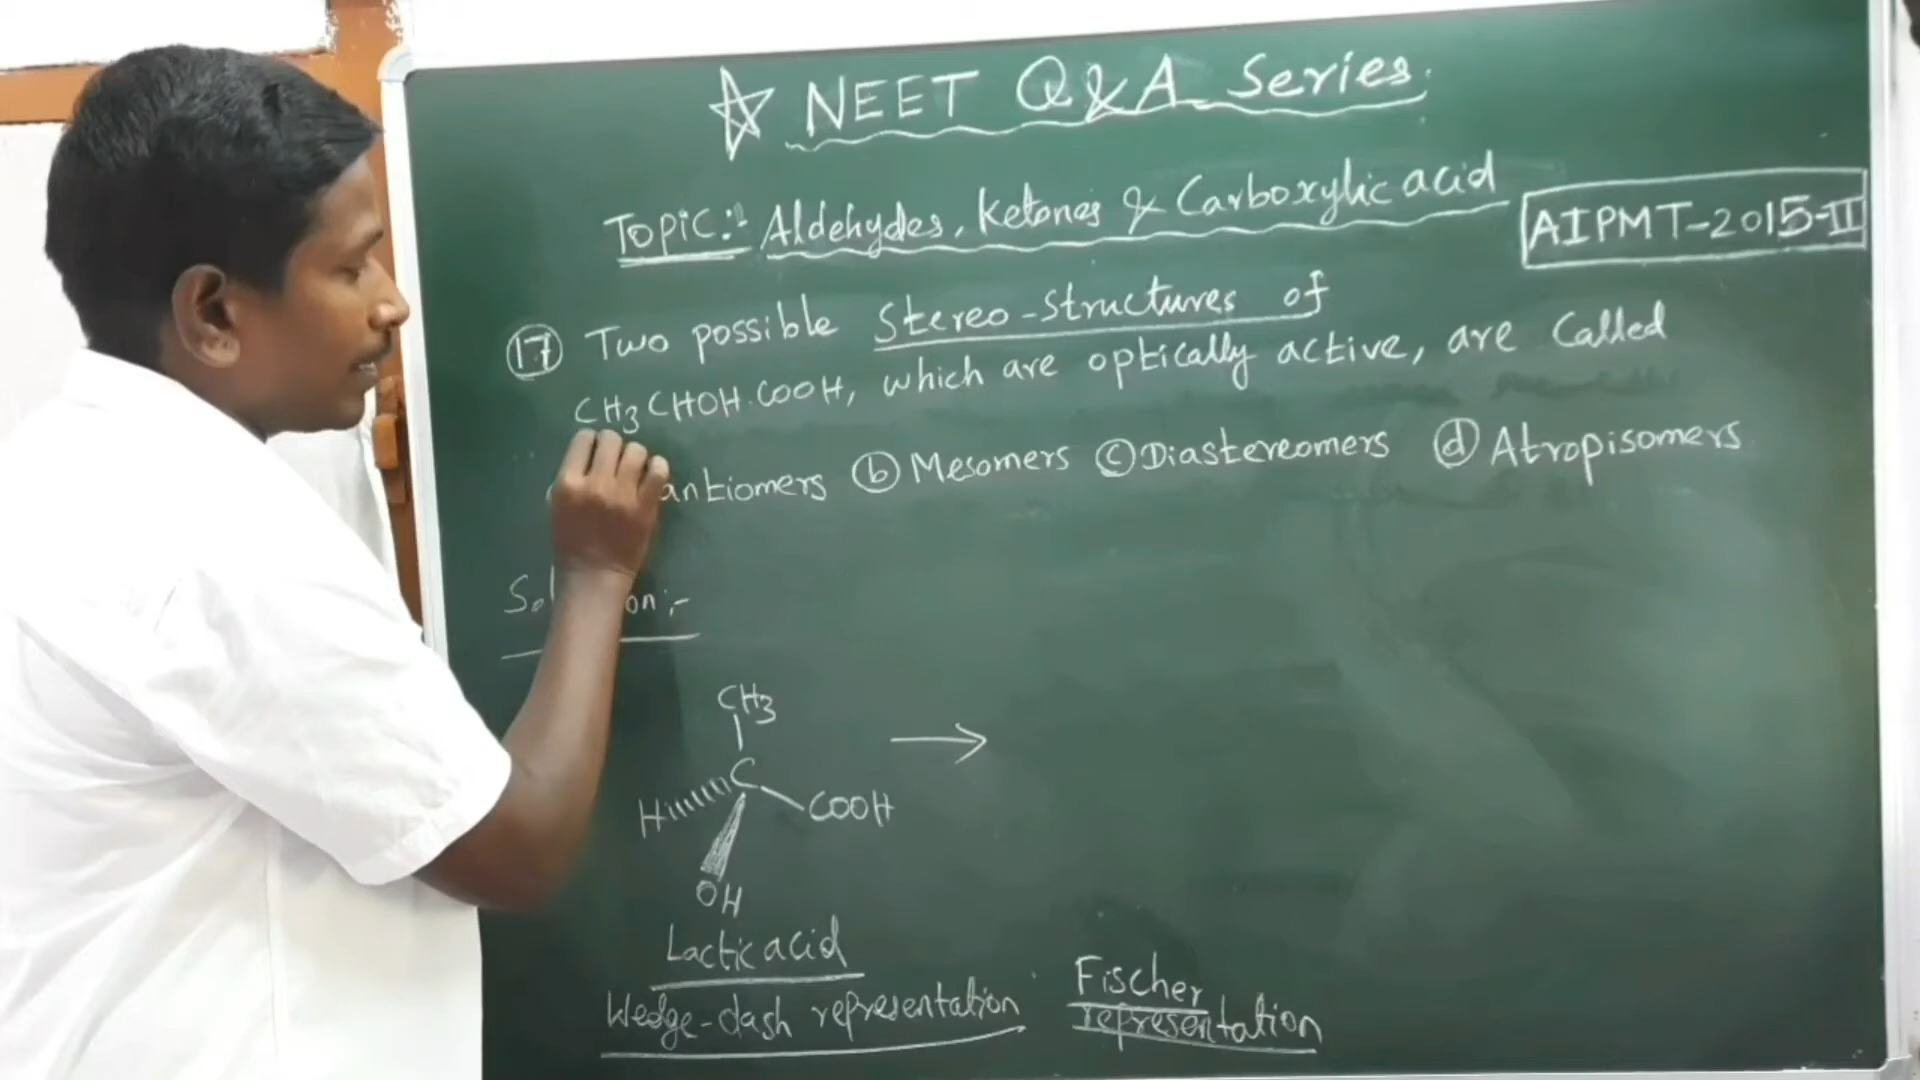 ☆ NEET Q&A Series.
Topic:- Aldehydes, Ketones & Carboxylic acid
AIPMT-2015-II
17 Two possible Stereo-Structures of
CH3CHOH.COOH, which are optically active, are Called
antiomers (b) Mesomers (c) Diastereomers (d) Atropisomers
Sol on:-
CH3
C
H
COOH
OH
Lactic acid
Wedge-dash representation
Fischer
representation